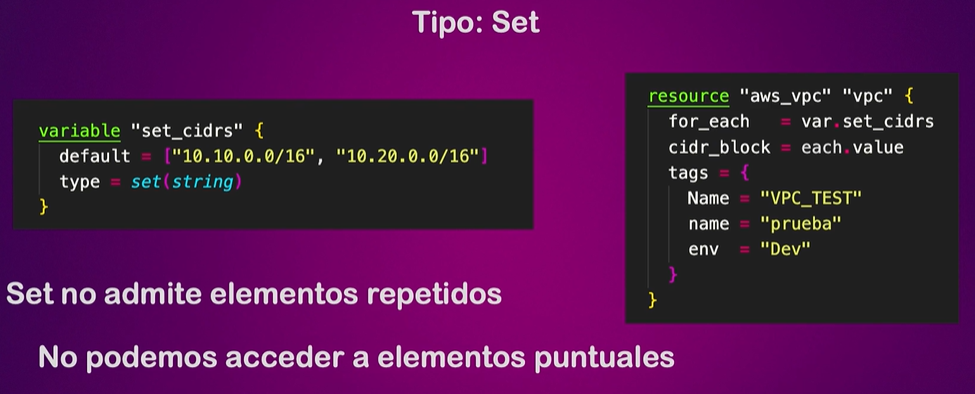 Tipo: Set
variable "set_cidrs" {
default = ["10.10.0.0/16", "10.20.0.0/16"]
type = set(string)
}
resource "aws_vpc" "vpc" {
for_each = var.set_cidrs
cidr_block = each.value
tags = {
Name = "VPC_TEST"
name = "prueba"
env = "Dev"
}
}
Set no admite elementos repetidos
No podemos acceder a elementos puntuales